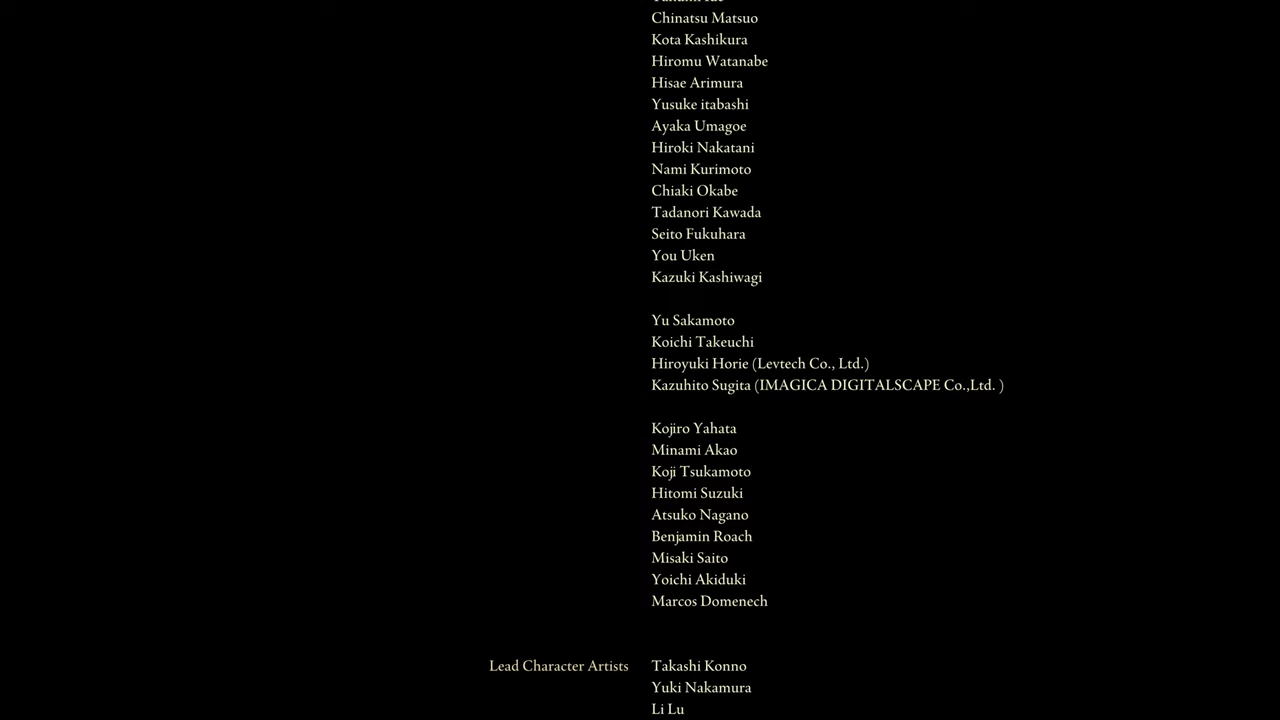 Chinatsu Matsuo
Kota Kashikura
Hiromu Watanabe
Hisae Arimura
Yusuke itabashi
Ayaka Umagoe
Hiroki Nakatani
Nami Kurimoto
Chiaki Okabe
Tadanori Kawada
Seito Fukuhara
You Uken
Kazuki Kashiwagi
Yu Sakamoto
Koichi Takeuchi
Hiroyuki Horie (Levtech Co., Ltd.)
Kazuhito Sugita (IMAGICA DIGITALSCAPE Co.,Ltd. )
Kojiro Yahata
Minami Akao
Koji Tsukamoto
Hitomi Suzuki
Atsuko Nagano
Benjamin Roach
Misaki Saito
Yoichi Akiduki
Marcos Domenech
Lead Character Artists Takashi Konno
Yuki Nakamura
Li Lu